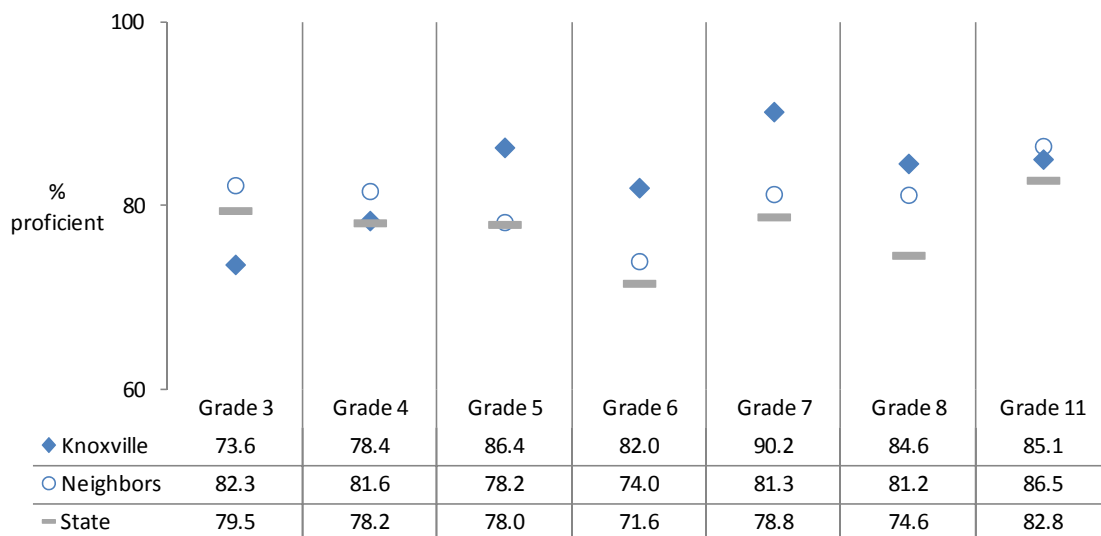 100
80
60
%
proficient
Grade 3 Grade 4 Grade 5 Grade 6 Grade 7 Grade 8 Grade 11
Knoxville 73.6 78.4 86.4 82.0 90.2 84.6 85.1
Neighbors 82.3 81.6 78.2 74.0 81.3 81.2 86.5
State 79.5 78.2 78.0 71.6 78.8 74.6 82.8